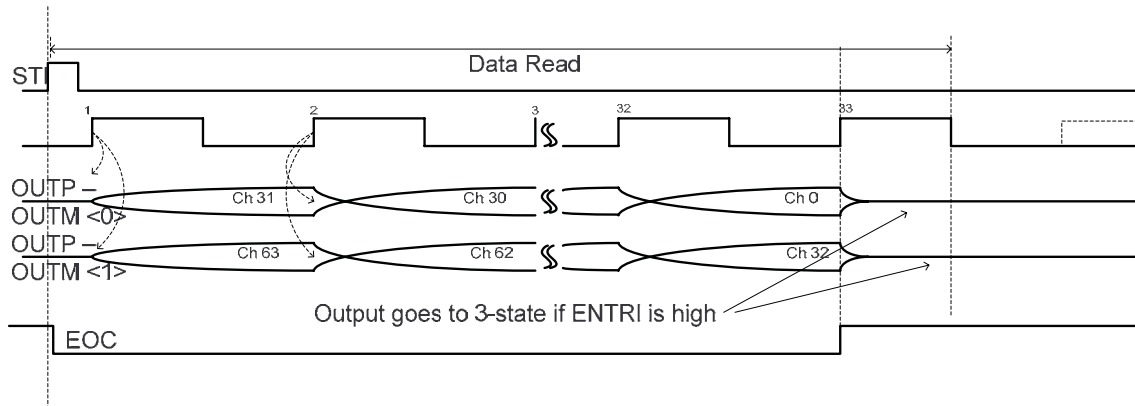 Data Read
STI
1 2 3 32 33
OUTP –
OUTM <0>
Ch 31 Ch 30 Ch 0
OUTP –
OUTM <1>
Ch 63 Ch 62 Ch 32
Output goes to 3-state if ENTRI is high
EOC